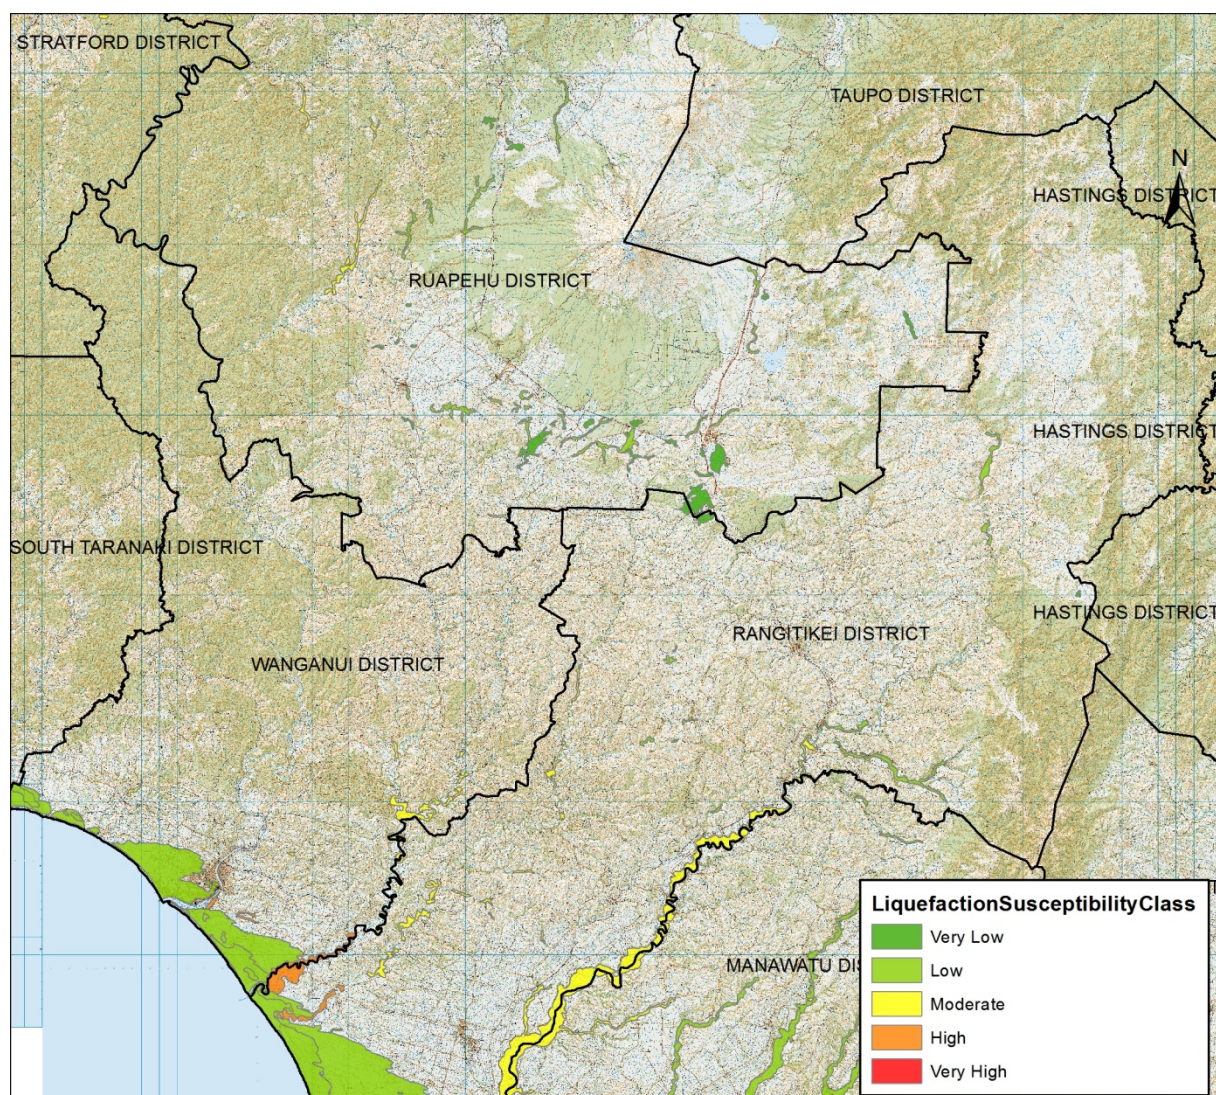 STRATFORD DISTRICT
TAUPO DISTRICT
N
HASTINGS DISTRICT
RUAPEHU DISTRICT
HASTINGS DISTRICT
SOUTH TARANAKI DISTRICT
HASTINGS DISTRICT
RANGITIKEI DISTRICT
WANGANUI DISTRICT
MANAWATU DI
LiquefactionSusceptibilityClass
Very Low
Low
Moderate
High
Very High